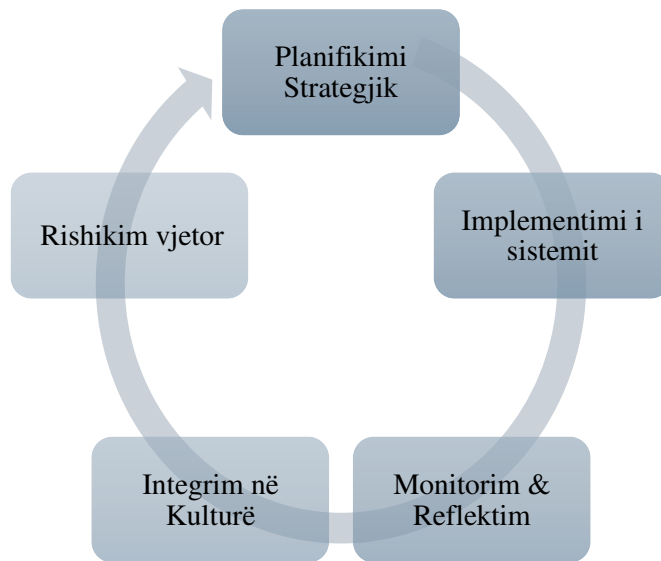 Planifikimi
Strategjik
Implementimi i
sistemit
Monitorim &
Reflektim
Integrim në
Kulturë
Rishikim vjetor